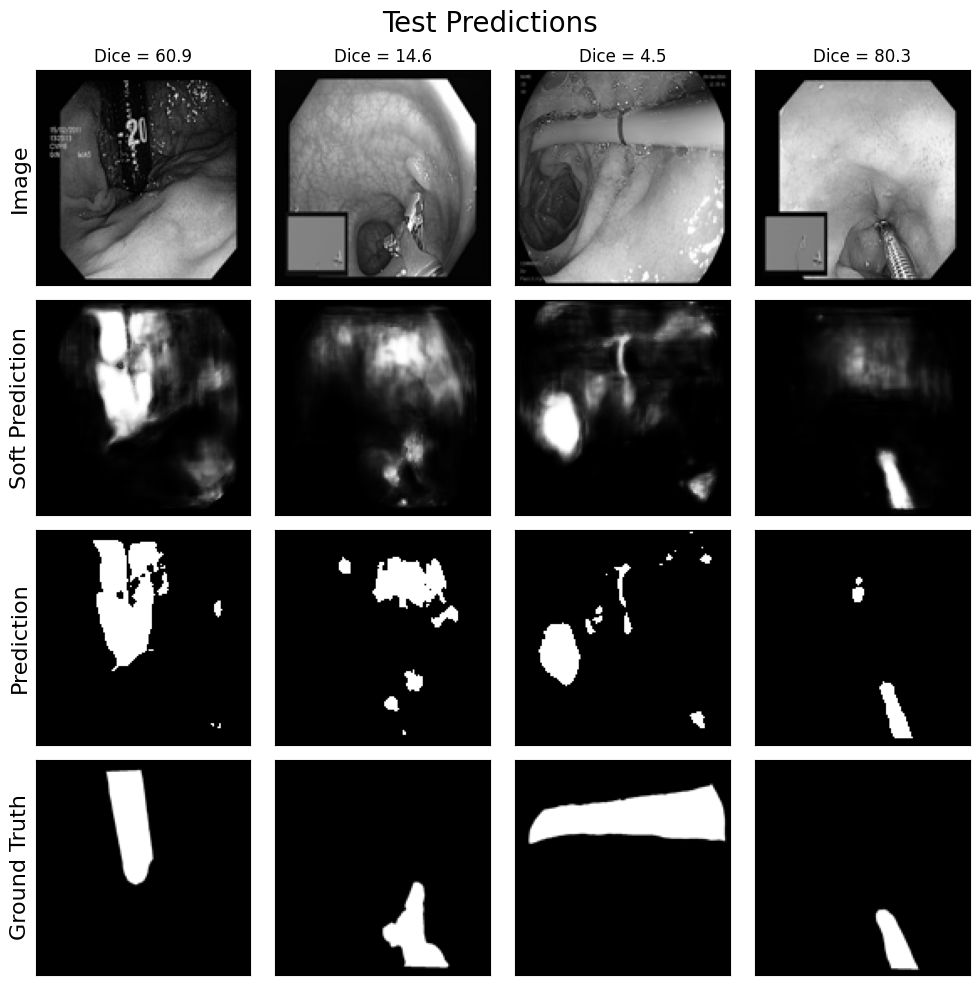 Test Predictions
Dice = 60.9
Dice = 14.6
Dice = 4.5
Dice = 80.3
Image
20
Soft Prediction
Prediction
Ground Truth